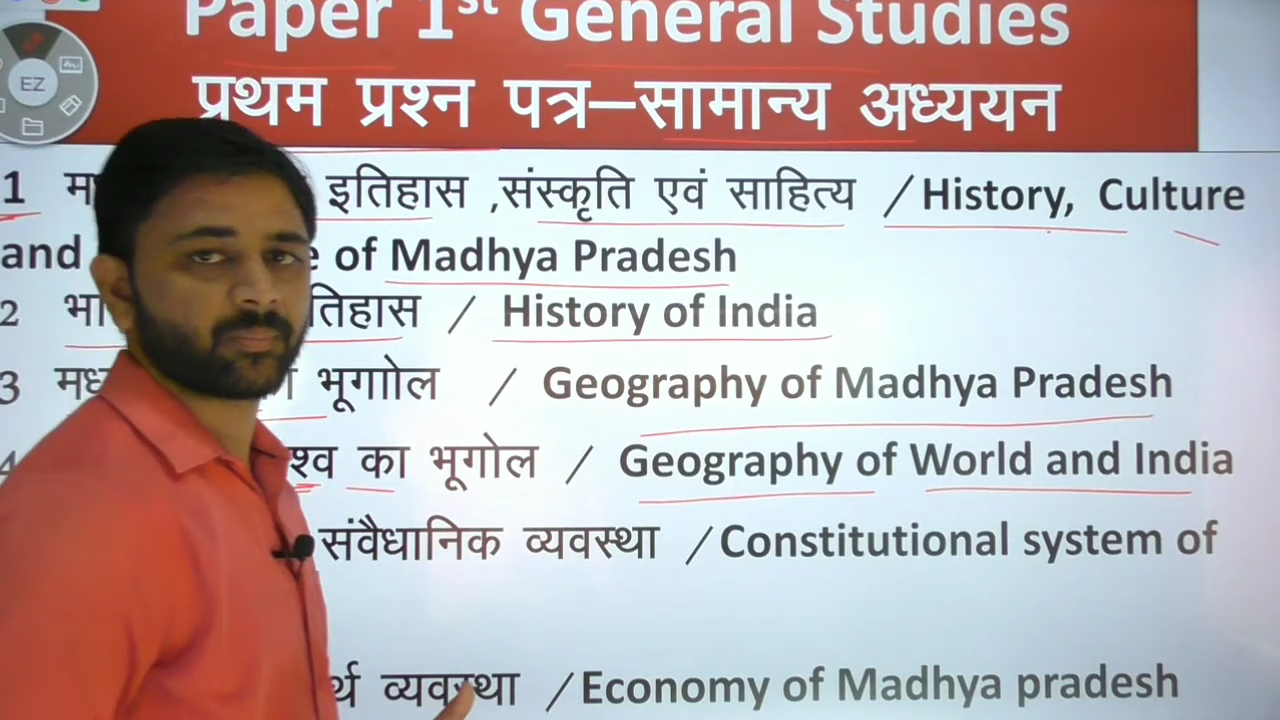 Paper 1st General Studies
प्रथम प्रश्न पत्र–सामान्य अध्ययन
EZ
1 इतिहास ,संस्कृति एवं साहित्य / History, Culture
and of Madhya Pradesh
2 / History of India
3 भूगाोल / Geography of Madhya Pradesh
4 का भूगोल / Geography of World and India
संवैधानिक व्यवस्था / Constitutional system of
व्यवस्था / Economy of Madhya pradesh